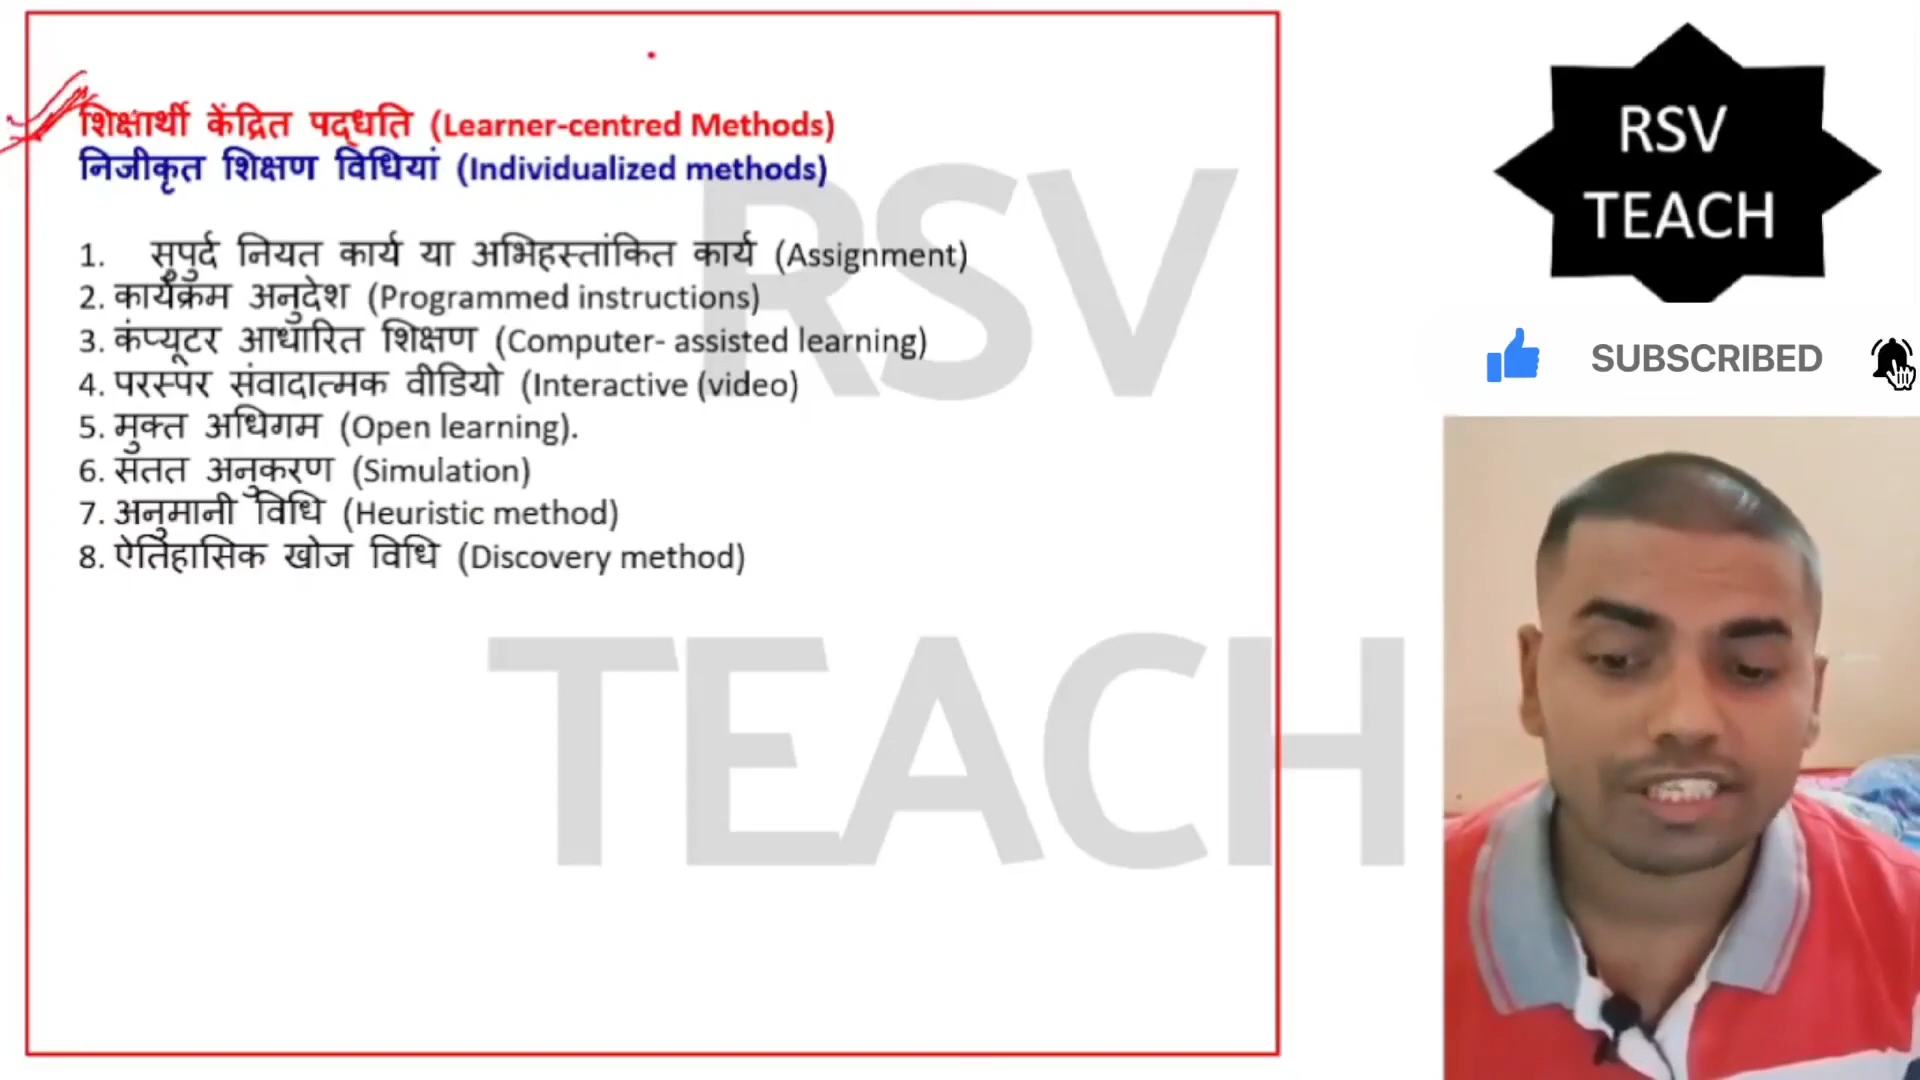 शिक्षार्थी केंद्रित पद्धति (Learner-centred Methods)
निजीकृत शिक्षण विधियां (Individualized methods)
1. सुपुर्द नियत कार्य या अभिहस्तांकित कार्य (Assignment)
2. कार्यक्रम अनुदेश (Programmed instructions)
3. कंप्यूटर आधारित शिक्षण (Computer- assisted learning)
4. परस्पर संवादात्मक वीडियो (Interactive (video)
5. मुक्त अधिगम (Open learning).
6. सतत अनुकरण (Simulation)
7. अनुमानी विधि (Heuristic method)
8. ऐतिहासिक खोज विधि (Discovery method)
RSV
TEACH
RSV
TEACH
SUBSCRIBED